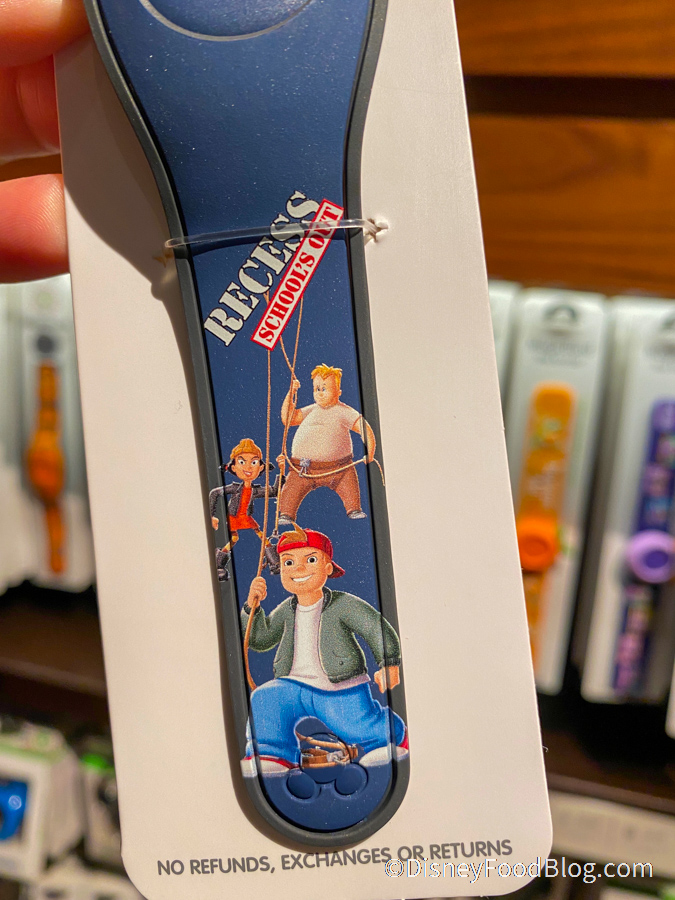 RECESS
SCHOOL'S OUT
NO REFUNDS, EXCHANGES OR RETURNS
©DisneyFoodBlog.com